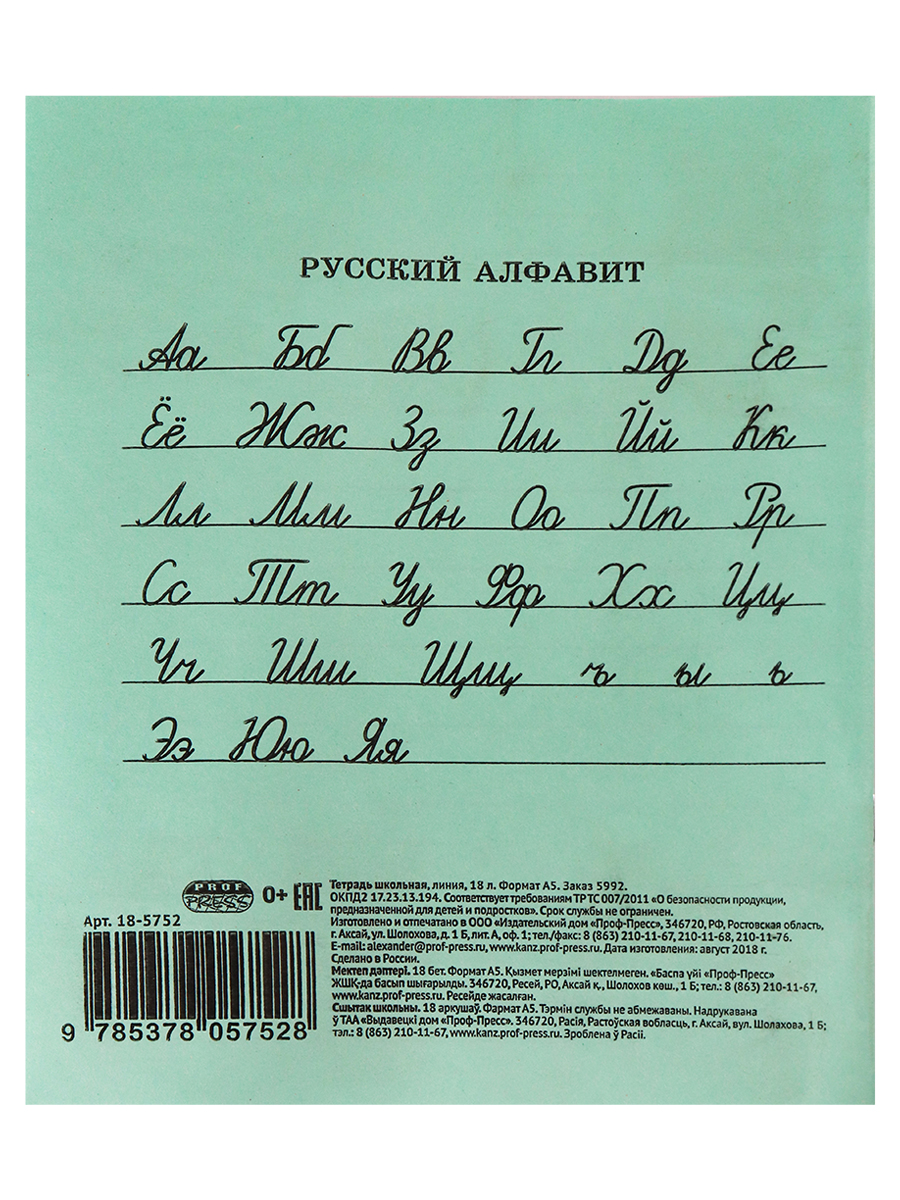 РУССКИЙ АЛФАВИТ
Аа Бб Вв Гг Дд Ее
Ёё Жж Зз Ии Йй Кк
Лл Мм Нн Оо Пп Рр
Сс Тт Уу Фф Хх Цц
Чч Шш Щщ ъ ы ь
Ээ Юю Яя
PROF
PRESS
0+ ЕАС
Арт. 18-5752
9 785378 057528
Тетрадь школьная, линия, 18 л. Формат А5. Заказ 5992.
ОКПД2 17.23.13.194. Соответствует требованиям ТР ТС 007/2011 «О безопасности продукции,
предназначенной для детей и подростков». Срок службы не ограничен.
Изготовлено и отпечатано в ООО «Издательский дом «Проф-Пресс», 346720, РФ, Ростовская область,
г. Аксай, ул. Шолохова, д. 1 Б, лит. А, оф. 1; тел./факс: 8 (863) 210-11-67, 210-11-68, 210-11-76.
E-mail: alexander@prof-press.ru, www.kanz.prof-press.ru. Дата изготовления: август 2018 г.
Сделано в России.
Мектеп дәптері. 18 бет. Формат А5. Қызмет мерзімі шектелмеген. «Баспа үйі «Проф-Пресс»
ЖШҚ-да басып шығарылды. 346720, Ресей, РО, Аксай қ., Шолохов көш., 1 Б; тел.: 8 (863) 210-11-67,
www.kanz.prof-press.ru. Ресейде жасалған.
Сшытак школьны. 18 аркушаў. Фармат А5. Тэрмін службы не абмежаваны. Надрукавана
ў ТАА «Выдавецкі дом «Проф-Пресс». 346720, Расія, Растоўская вобласць, г. Аксай, вул. Шолахова, 1 Б;
тэл.: 8 (863) 210-11-67, www.kanz.prof-press.ru. Зроблена ў Расіі.